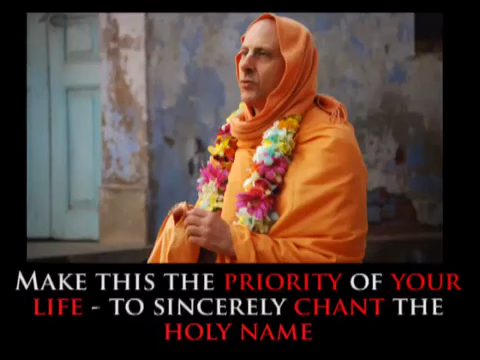 MAKE THIS THE PRIORITY OF YOUR
LIFE - TO SINCERELY CHANT THE
HOLY NAME